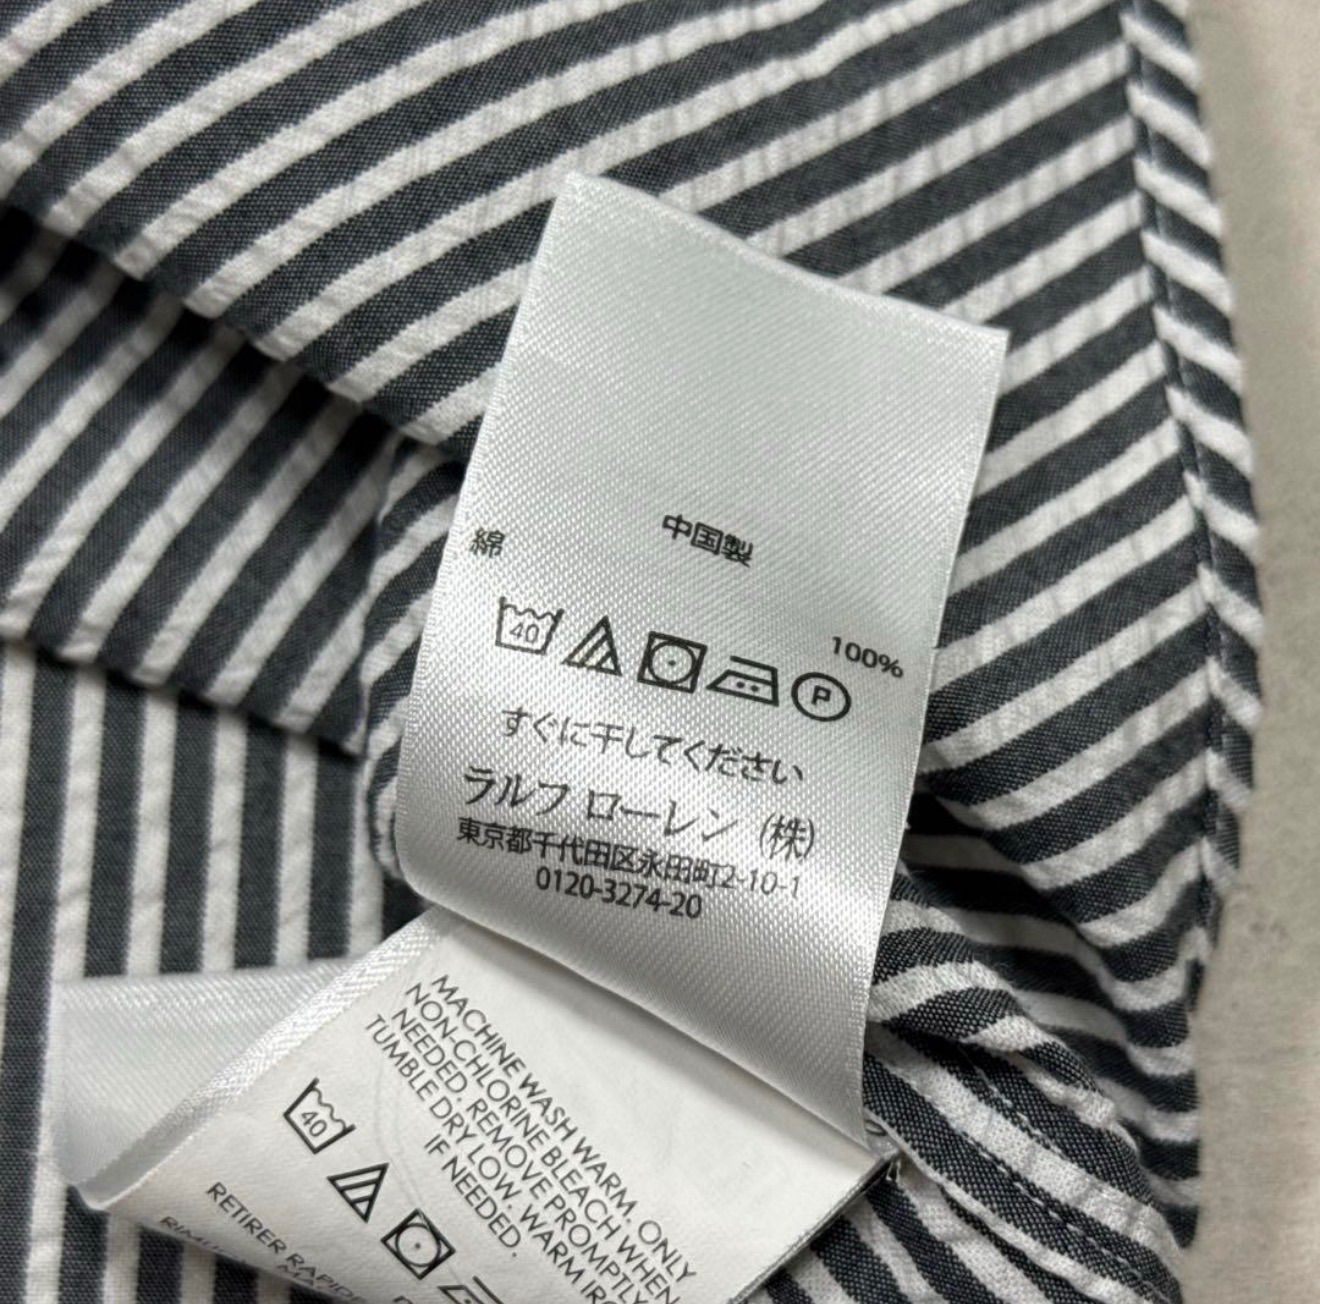 中国製
綿
100%
40
P
すぐに干してください
ラルフ ローレン (株)
東京都千代田区永田町2-10-1
0120-3274-20
MACHINE WASH WARM. ONLY
NON-CHLORINE BLEACH WHEN
NEEDED. REMOVE PROMPTLY.
TUMBLE DRY LOW. WARM IRON
IF NEEDED.
40
RETIRER